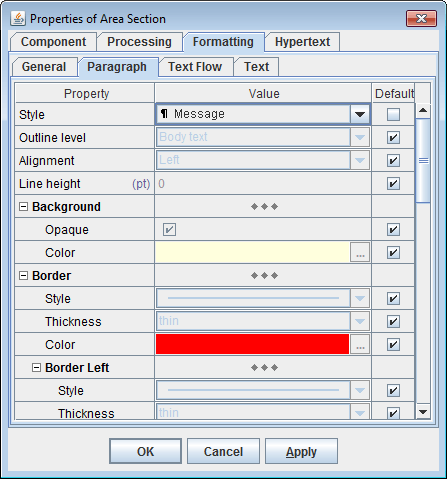 Properties of Area Section
Component Processing Formatting Hypertext
General Paragraph Text Flow Text
Property Value Default
Style ¶ Message
Outline level Body text
Alignment Left
Line height (pt) 0
Background
Opaque
Color ...
Border
Style
Thickness thin
Color ...
Border Left
Style
Thickness thin
OK Cancel Apply